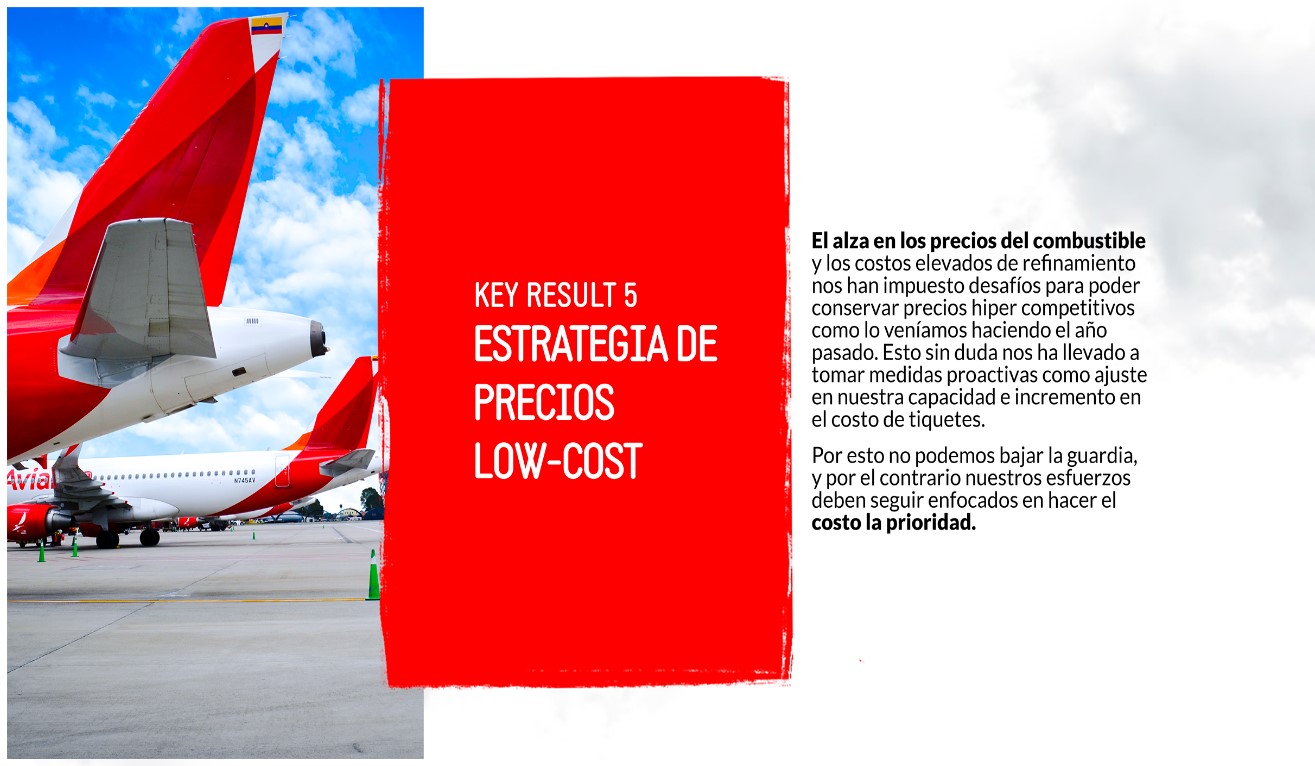 Avia
N745AV
KEY RESULT 5
ESTRATEGIA DE
PRECIOS
LOW-COST
El alza en los precios del combustible
y los costos elevados de refinamiento
nos han impuesto desafíos para poder
conservar precios hiper competitivos
como lo veníamos haciendo el año
pasado. Esto sin duda nos ha llevado a
tomar medidas proactivas como ajuste
en nuestra capacidad e incremento en
el costo de tiquetes.
Por esto no podemos bajar la guardia,
y por el contrario nuestros esfuerzos
deben seguir enfocados en hacer el
costo la prioridad.